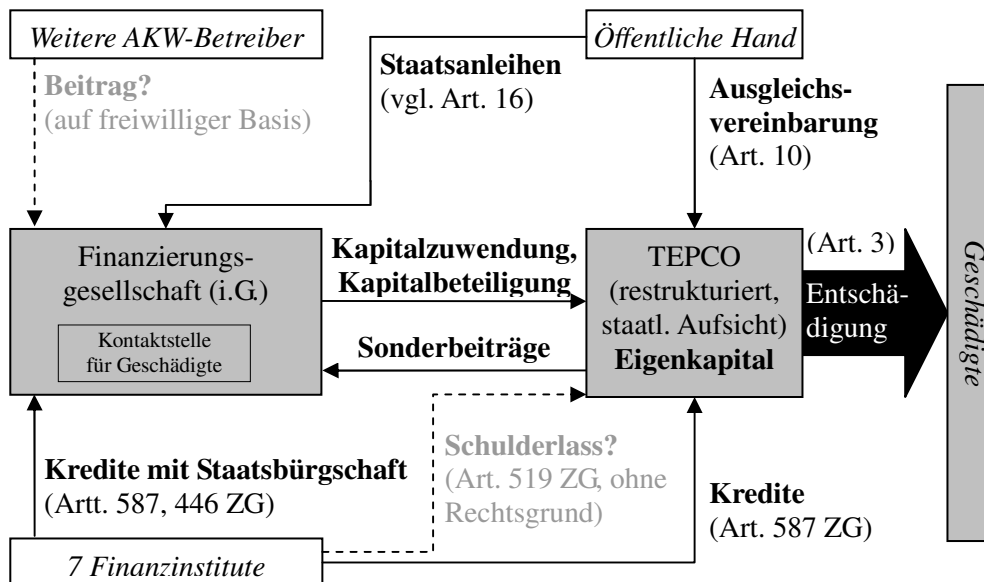 Weitere AKW-Betreiber
Öffentliche Hand
Beitrag?
(auf freiwilliger Basis)
Staatsanleihen
(vgl. Art. 16)
Ausgleichs-
vereinbarung
(Art. 10)
Finanzierungs-
gesellschaft (i.G.)
Kontaktstelle
für Geschädigte
Kapitalzuwendung,
Kapitalbeteiligung
Sonderbeiträge
TEPCO
(restrukturiert,
staatl. Aufsicht)
Eigenkapital
(Art. 3)
Entschä-
digung
Geschädigte
Kredite mit Staatsbürgschaft
(Artt. 587, 446 ZG)
Schulderlass?
(Art. 519 ZG, ohne
Rechtsgrund)
Kredite
(Art. 587 ZG)
7 Finanzinstitute